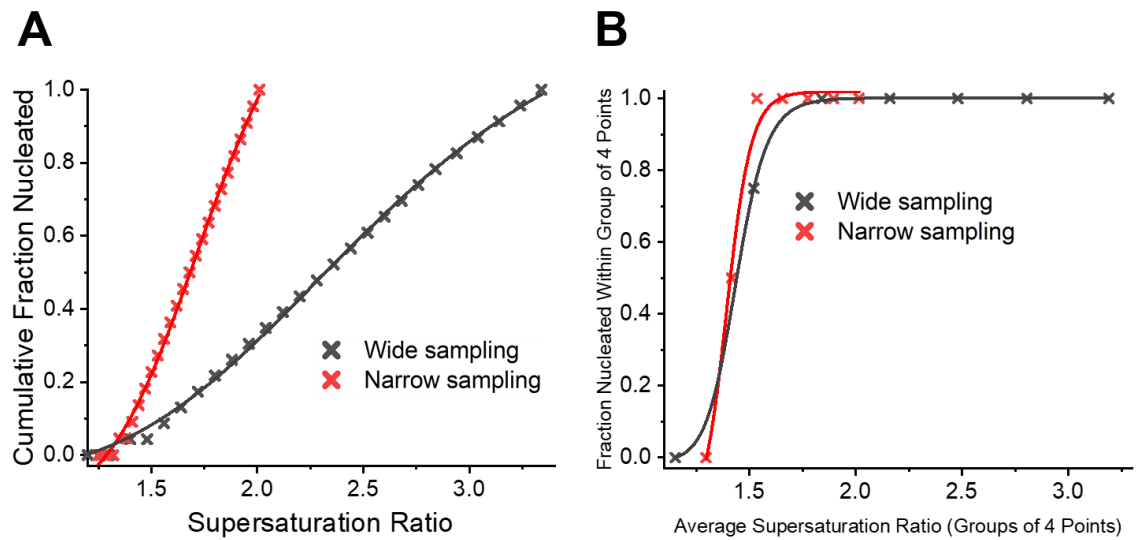 A
Cumulative Fraction Nucleated
1.0
0.8
0.6
0.4
0.2
0.0
Wide sampling
Narrow sampling
1.5
2.0
2.5
3.0
Supersaturation Ratio
B
Fraction Nucleated Within Group of 4 Points
1.0
0.8
0.6
0.4
0.2
0.0
Wide sampling
Narrow sampling
1.5
2.0
2.5
3.0
Average Supersaturation Ratio (Groups of 4 Points)